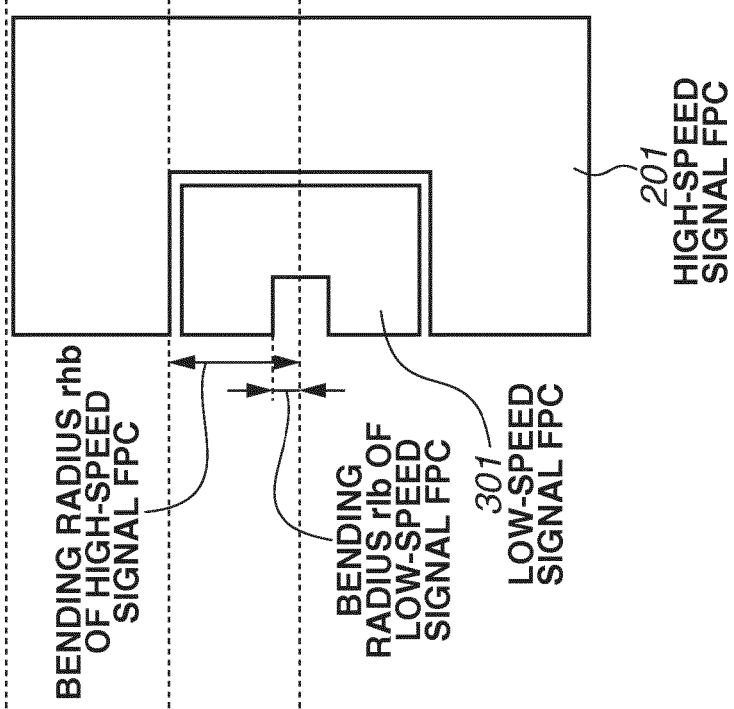 BENDING RADIUS rhb
OF HIGH-SPEED
SIGNAL FPC
BENDING
RADIUS rlb OF
LOW-SPEED
SIGNAL FPC
301
LOW-SPEED
SIGNAL FPC
201
HIGH-SPEED
SIGNAL FPC